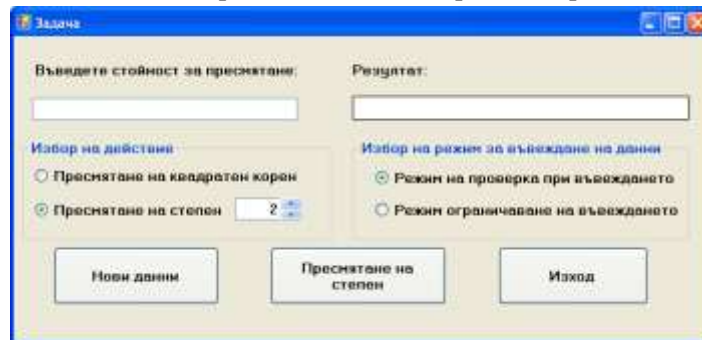 Задача
Въведете стойност за пресмятане:
Резултат:
Избор на действие
Пресмятане на квадратен корен
Пресмятане на степен 2
Избор на режим за въвеждане на данни
Режим на проверка при въвеждането
Режим ограничаване на въвеждането
Нови данни
Пресмятане на
степен
Изход